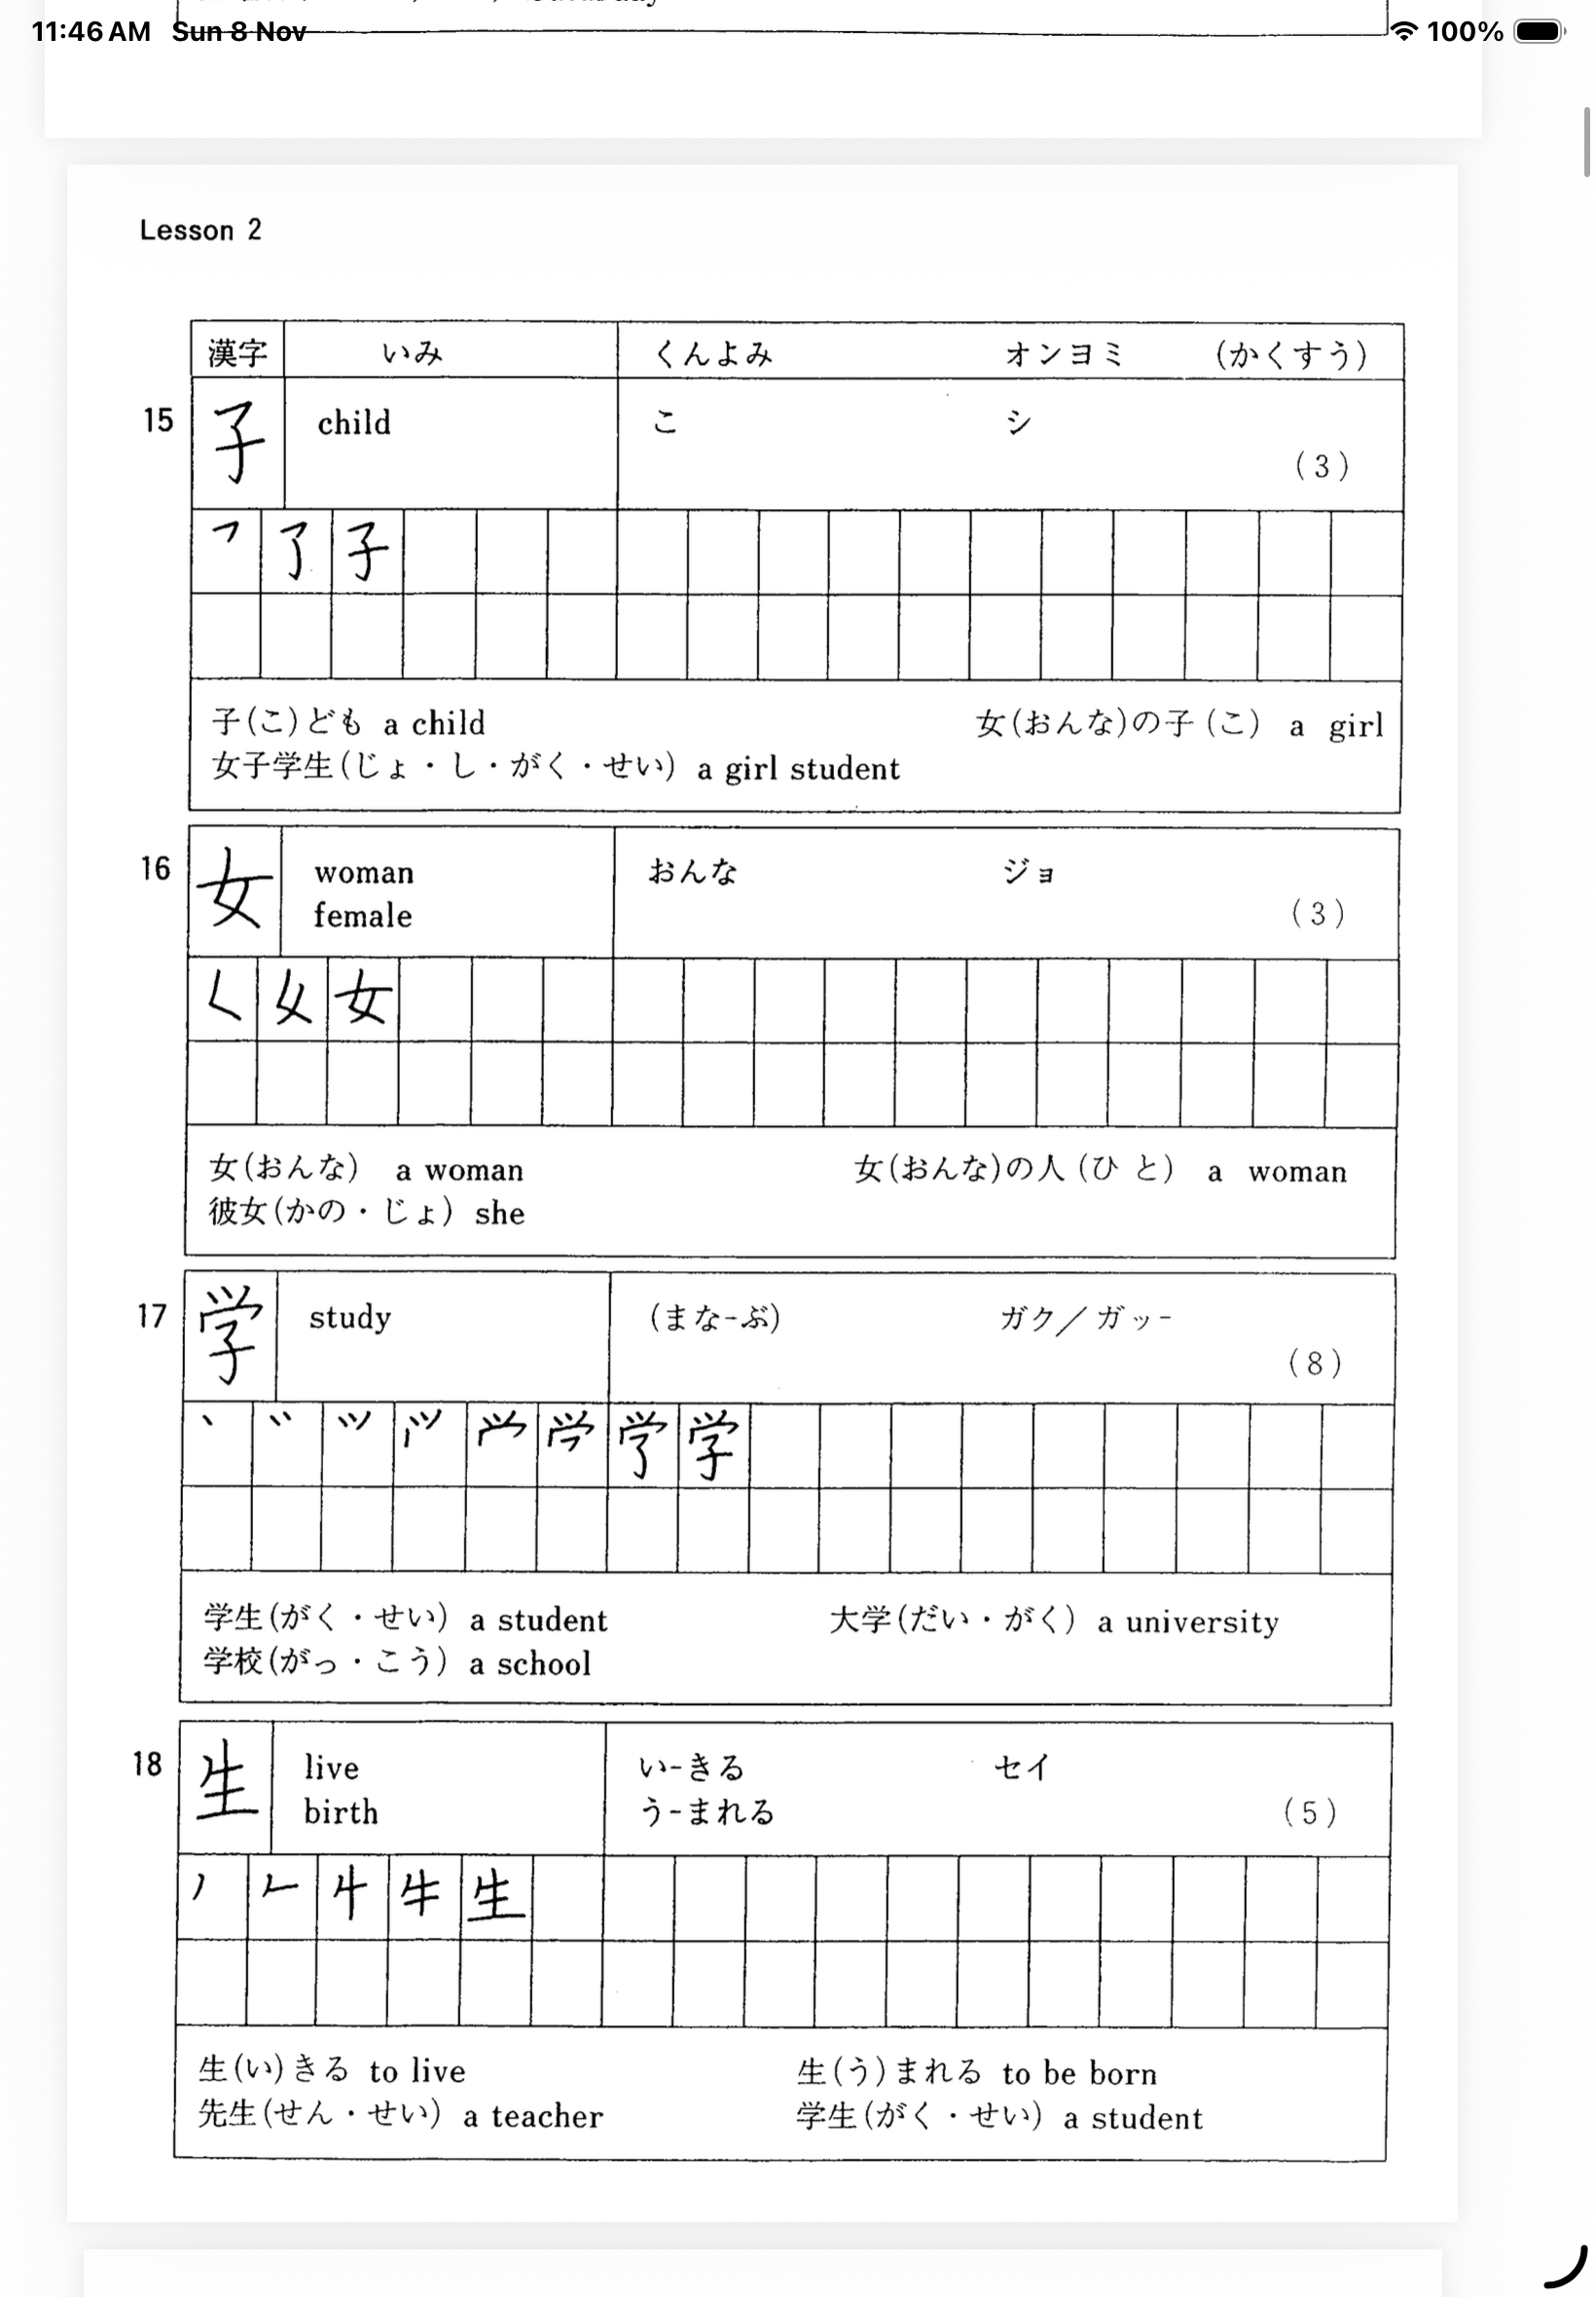 11:46 AM Sun 8 Nov 100%
Lesson 2
漢字 いみ くんよみ オンヨミ (かくすう)
15 子 child こ シ
(3)
㇇ 了 子
子(こ)ども a child 女(おんな)の子(こ) a girl
女子学生(じょ・し・がく・せい) a girl student
16 女 woman おんな ジョ
female (3)
く 女
女(おんな) a woman 女(おんな)の人(ひと) a woman
彼女(かの・じょ) she
17 学 study (まな-ぶ) ガク／ガッ-
(8)
学
学生(がく・せい) a student 大学(だい・がく) a university
学校(がっ・こう) a school
18 生 live い-きる セイ
birth う-まれる (5)
丿 𠂉 牛 生
生(い)きる to live 生(う)まれる to be born
先生(せん・せい) a teacher 学生(がく・せい) a student